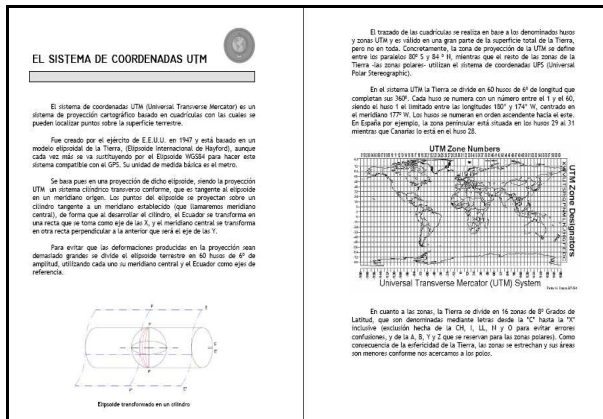 EL SISTEMA DE COORDENADAS UTM
El sistema de coordenadas UTM (Universal Transverse Mercator) es un
sistema de proyección cartográfico basado en cuadrículas con las cuales se
pueden localizar puntos sobre la superficie terrestre.
Fue creado por el ejército de E.E.U.U. en 1947 y está basado en un
modelo elipsoidal de la Tierra, (Elipsoide Internacional de Hayford), aunque
cada vez más se va sustituyendo por el Elipsoide WGS84 para hacer este
sistema compatible con el GPS. Su unidad de medida básica es el metro.
Se basa pues en una proyección de dicho elipsoide, siendo la proyección
UTM un sistema cilíndrico transverso conforme, que es tangente al elipsoide
en un meridiano origen. Los puntos del elipsoide se proyectan sobre un
cilindro tangente a un meridiano establecido (que llamaremos meridiano
central), de forma que al desarrollar el cilindro, el Ecuador se transforma en
una recta que se toma como eje de las X, y el meridiano central se transforma
en otra recta perpendicular a la anterior que será el eje de las Y.
Para evitar que las deformaciones producidas en la proyección sean
demasiado grandes se divide el elipsoide terrestre en 60 husos de 6º de
amplitud, utilizando cada uno su meridiano central y el Ecuador como ejes de
referencia.
Elipsoide transformado en un cilindro
El trazado de las cuadrículas se realiza en base a los denominados husos
y zonas UTM y es válido en una gran parte de la superficie total de la Tierra,
pero no en toda. Concretamente, la zona de proyección de la UTM se define
entre los paralelos 80º S y 84 º N, mientras que el resto de las zonas de la
Tierra -las zonas polares- utilizan el sistema de coordenadas UPS (Universal
Polar Stereographic).
En el sistema UTM la Tierra se divide en 60 husos de 6º de longitud que
completan sus 360º. Cada huso se numera con un número entre el 1 y el 60,
siendo el huso 1 el limitado entre las longitudes 180° y 174° W, centrado en
el meridiano 177º W. Los husos se numeran en orden ascendente hacia el este.
En España por ejemplo, la zona peninsular está situada en los husos 29 al 31
mientras que Canarias lo está en el huso 28.
UTM Zone Numbers
UTM Zone Designators
Universal Transverse Mercator (UTM) System
En cuanto a las zonas, la Tierra se divide en 16 zonas de 8º Grados de
Latitud, que son denominadas mediante letras desde la "C" hasta la "X"
inclusive (exclusión hecha de la CH, I, LL, Ñ y O para evitar errores
confusiones, y de la A, B, Y y Z que se reservan para las zonas polares). Como
consecuencia de la esfericidad de la Tierra, las zonas se estrechan y sus áreas
son menores conforme nos acercamos a los polos.